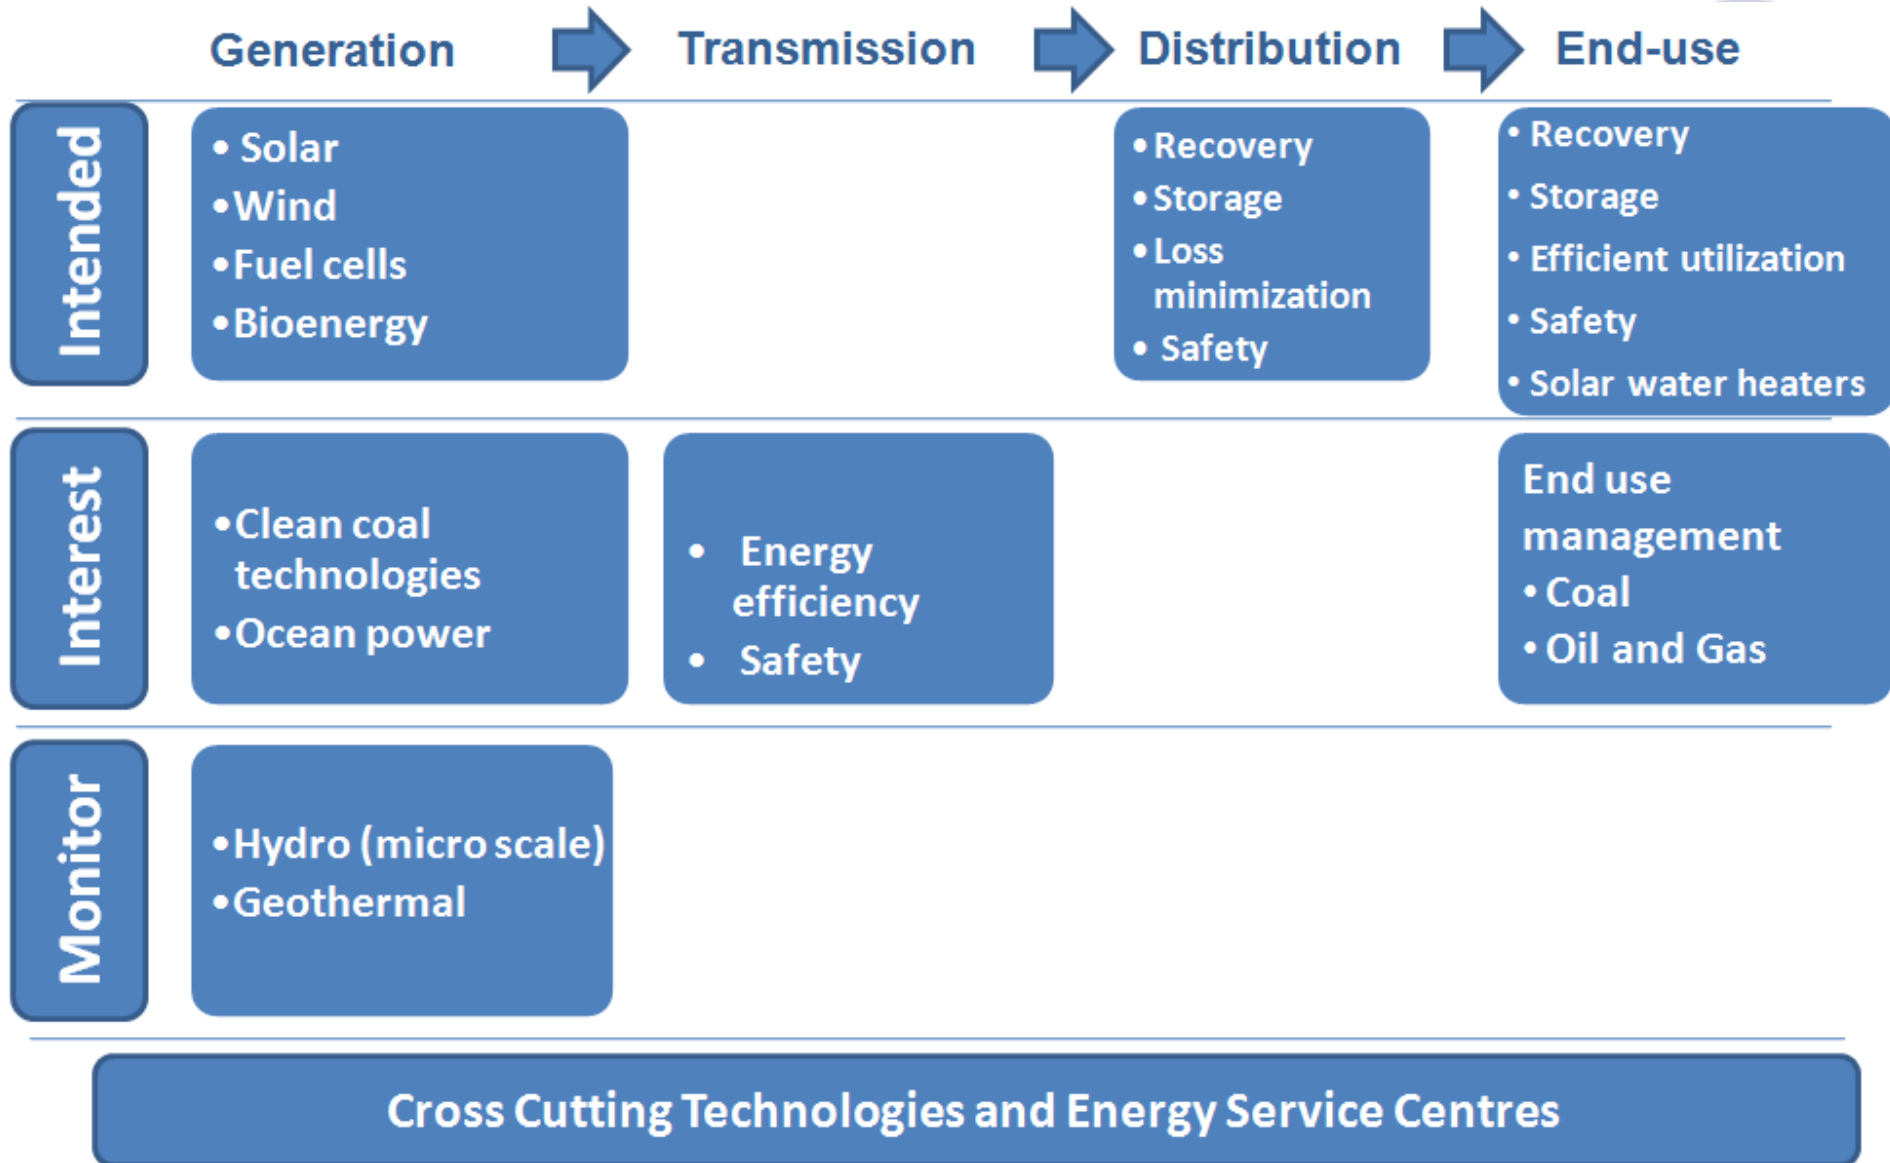 Generation Transmission Distribution End-use
Intended
• Solar
•Wind
•Fuel cells
•Bioenergy
•Recovery
•Storage
•Loss
minimization
• Safety
• Recovery
• Storage
• Efficient utilization
• Safety
• Solar water heaters
Interest
•Clean coal
technologies
•Ocean power
• Energy
efficiency
• Safety
End use
management
• Coal
• Oil and Gas
Monitor
•Hydro (micro scale)
•Geothermal
Cross Cutting Technologies and Energy Service Centres